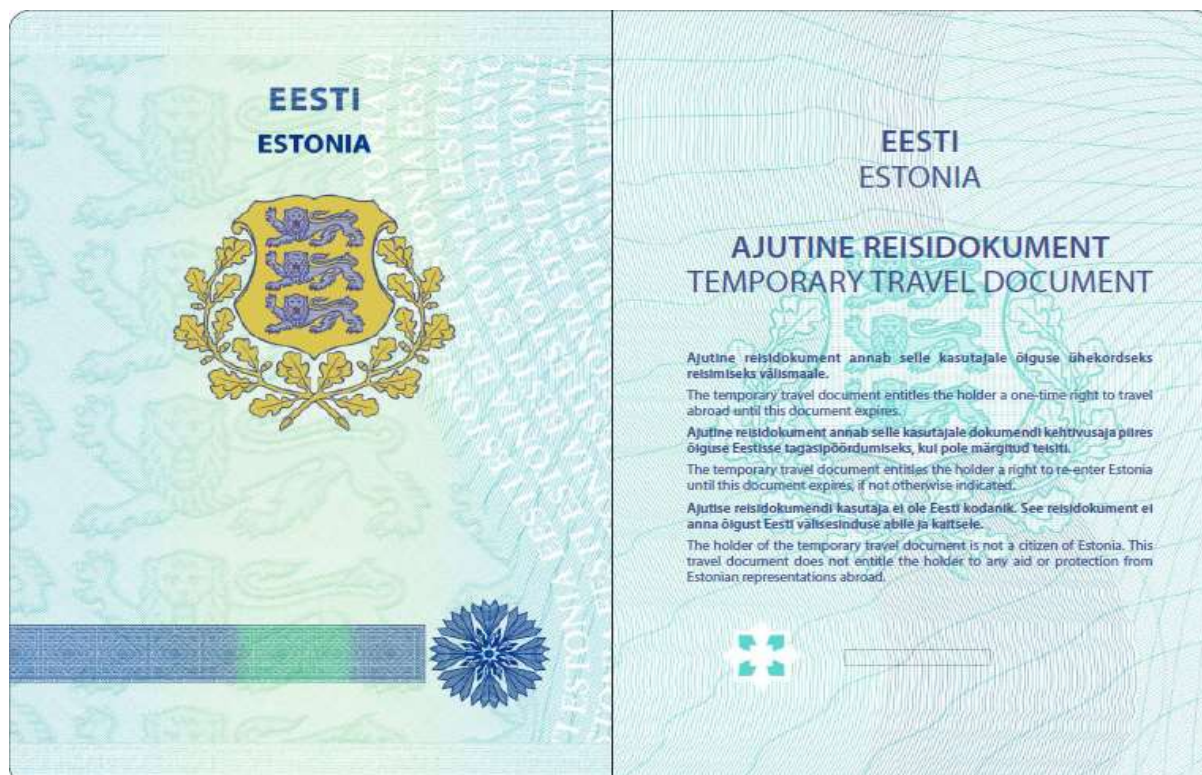 EESTI
ESTONIA
EESTI
ESTONIA
AJUTINE REISIDOKUMENT
TEMPORARY TRAVEL DOCUMENT
Ajutine reisidokument annab selle kasutajale õiguse ühekordseks
reisimiseks välismaale.
The temporary travel document entitles the holder a one-time right to travel
abroad until this document expires.
Ajutine reisidokument annab selle kasutajale dokumendi kehtivusaja piires
õiguse Eestisse tagasipöördumiseks, kui pole märgitud teisiti.
The temporary travel document entitles the holder a right to re-enter Estonia
until this document expires, if not otherwise indicated.
Ajutise reisidokumendi kasutaja ei ole Eesti kodanik. See reisidokument ei
anna õigust Eesti välisesinduse abile ja kaitsele.
The holder of the temporary travel document is not a citizen of Estonia. This
travel document does not entitle the holder to any aid or protection from
Estonian representations abroad.